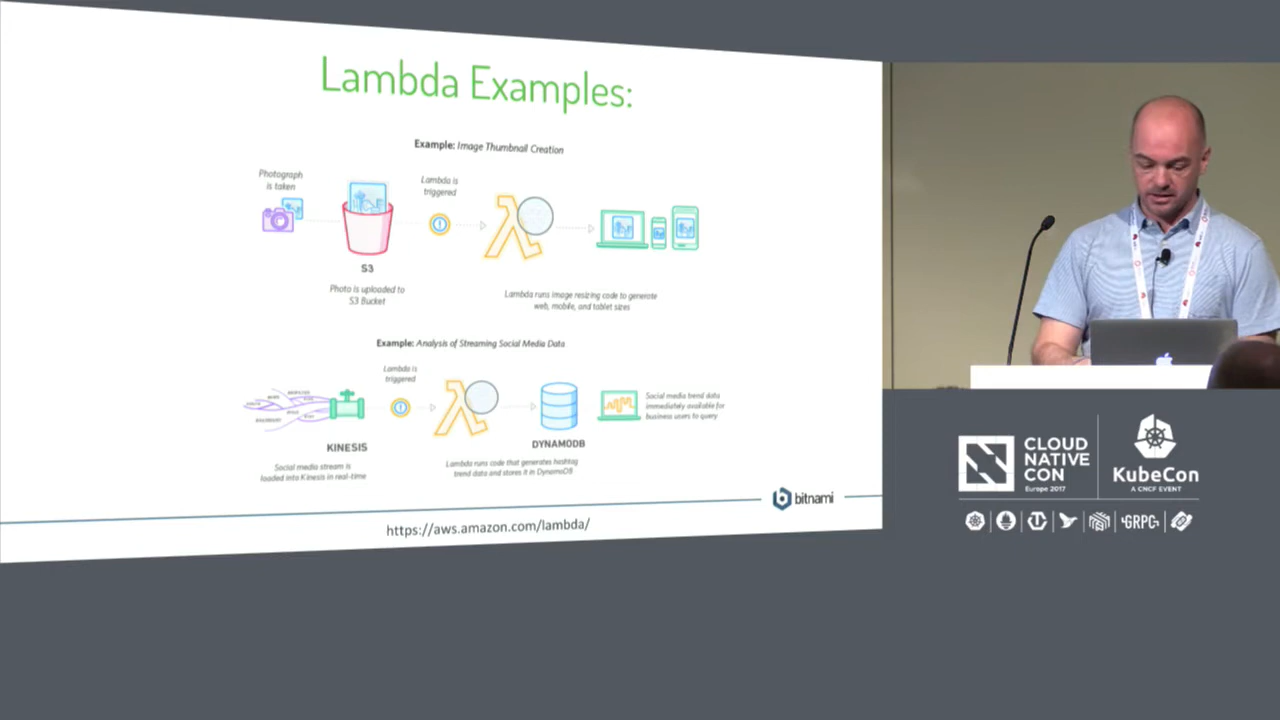 Lambda Examples:
Example: Image Thumbnail Creation
Photograph
is taken
Lambda is
triggered
S3
Photo is uploaded to
S3 Bucket
Lambda runs image resizing code to generate
web, mobile, and tablet sizes
Example: Analysis of Streaming Social Media Data
Lambda is
triggered
KINESIS
Social media stream is
loaded into Kinesis in real-time
Lambda runs code that generates hashtag
trend data and stores it in DynamoDB
DYNAMODB
Social media trend data
immediately available for
business users to query
bitnami
https://aws.amazon.com/lambda/
CLOUD
NATIVE
CON
Europe 2017
KubeCon
A CNCF EVENT
GRPC